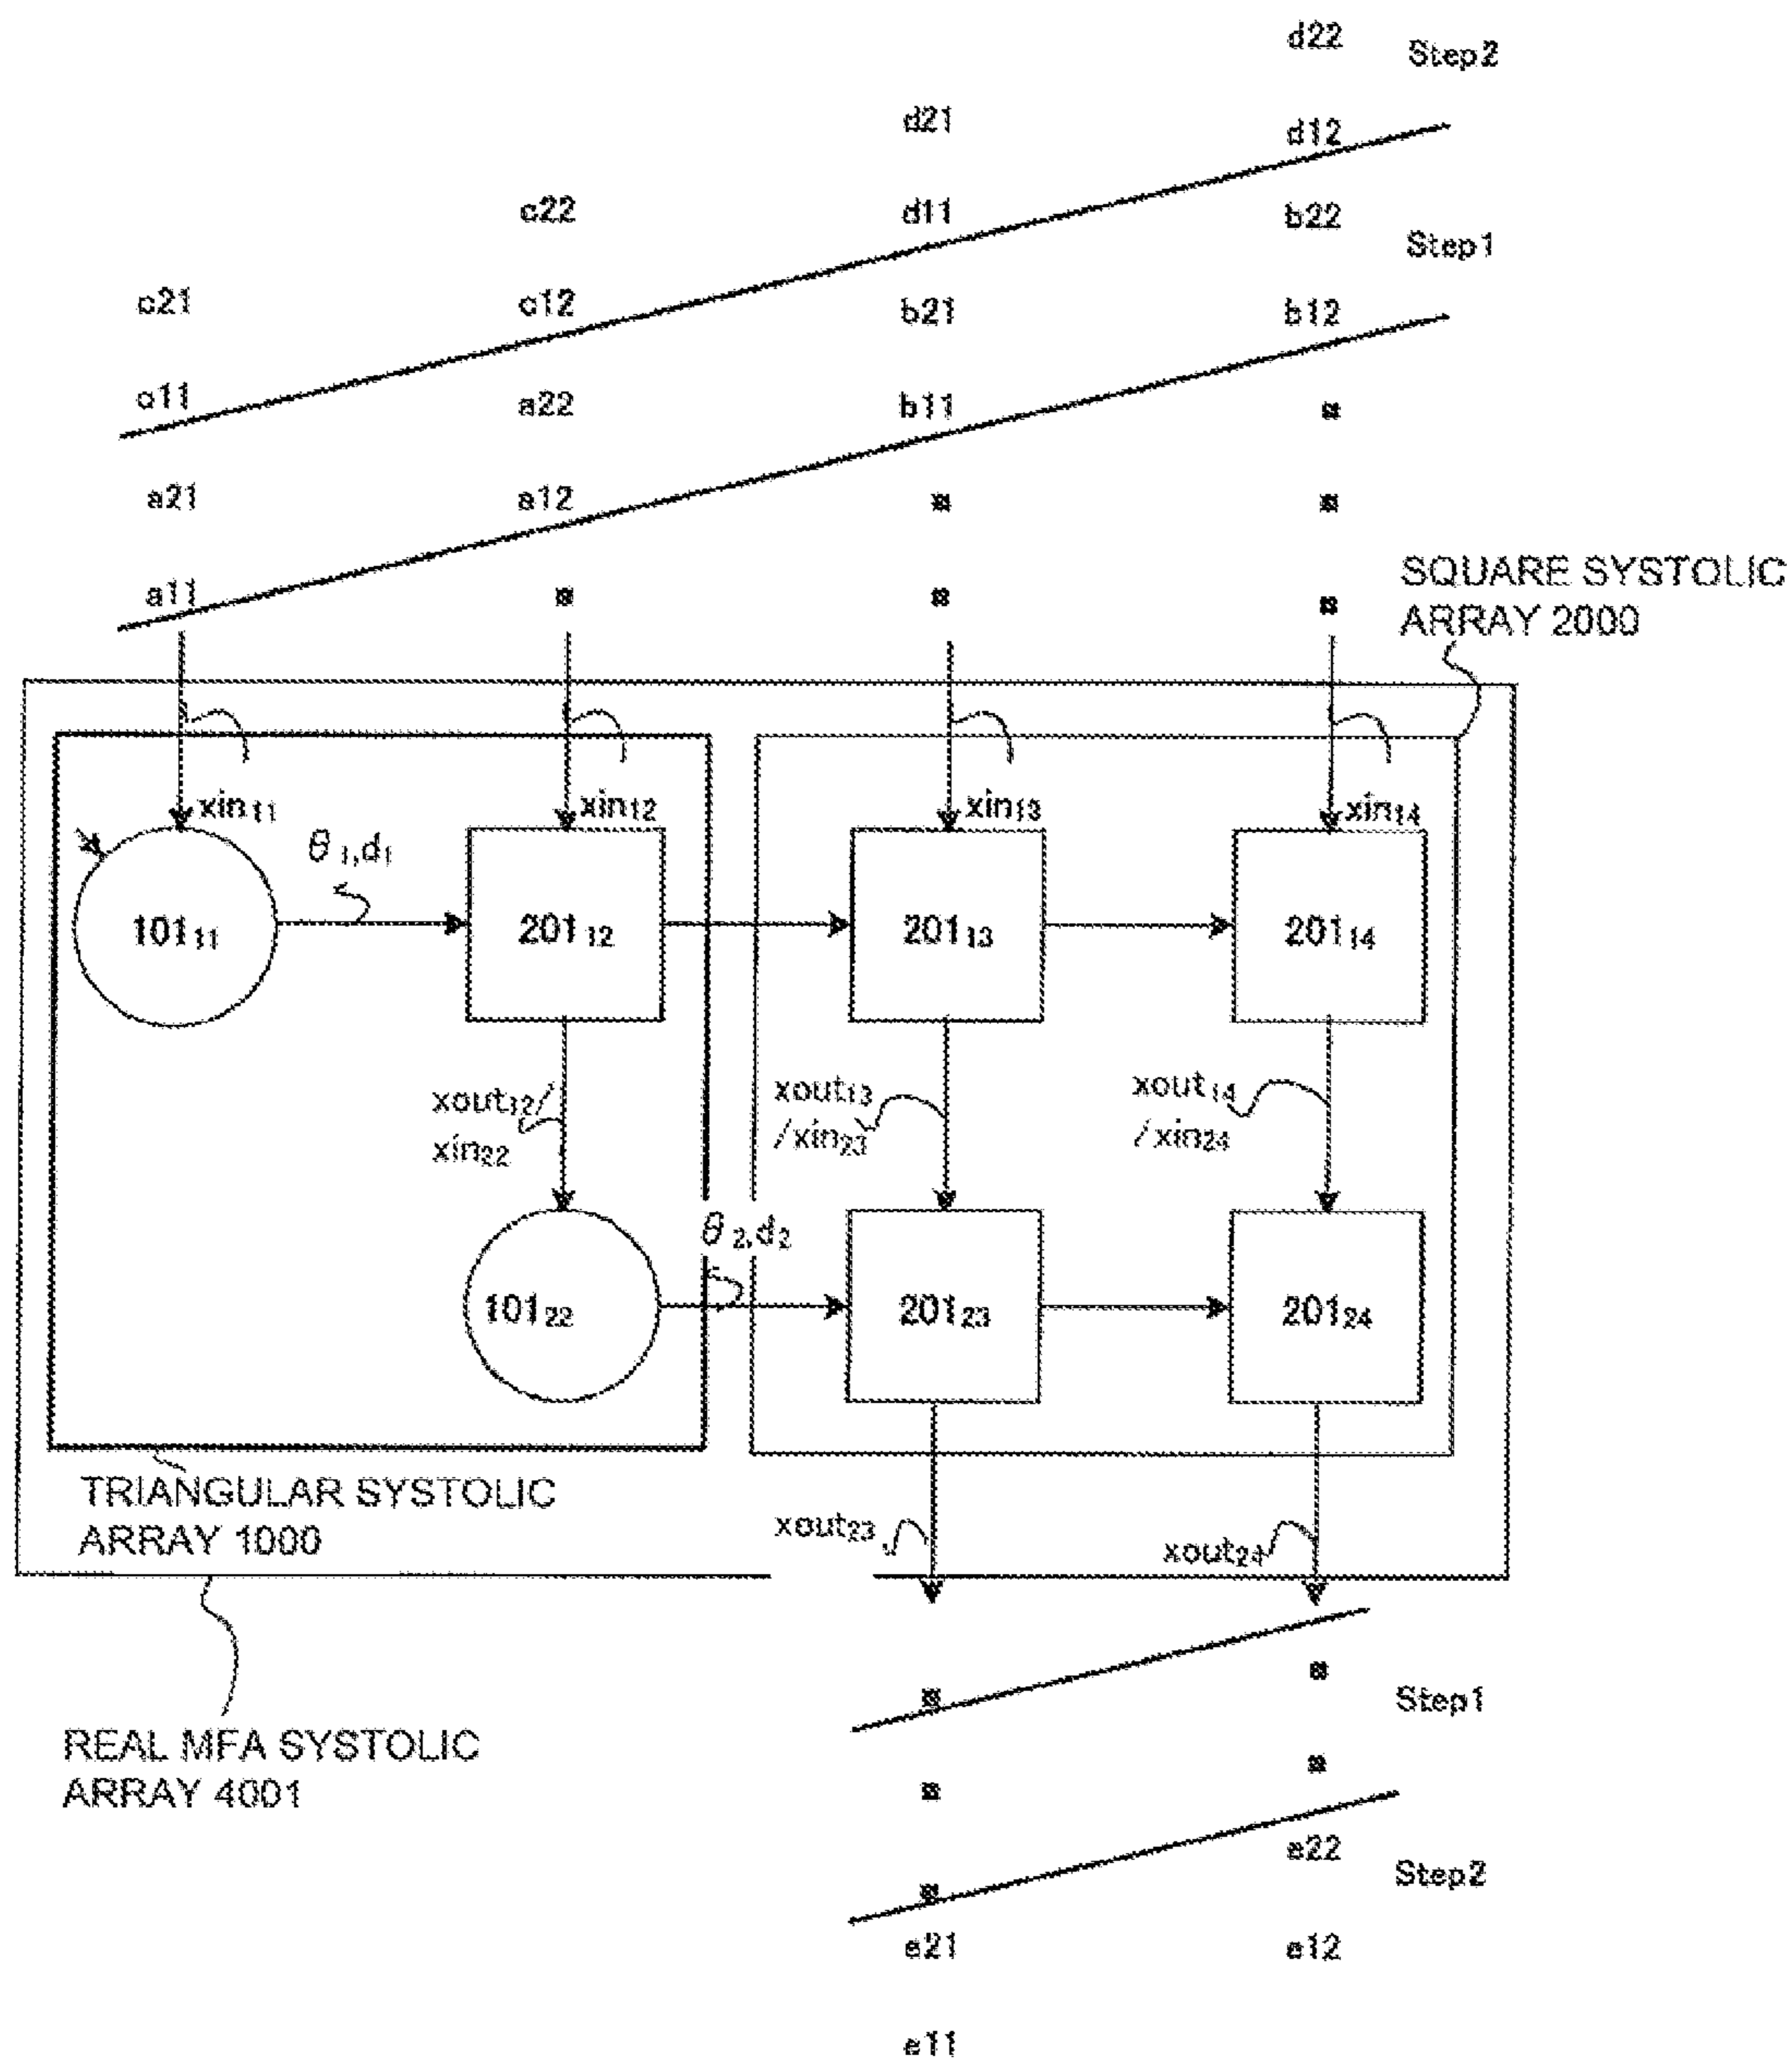 d22 Step2
d21 d12
c22 d11 b22 Step1
c21 c12 b21 b12
c11 a22 b11 *
a21 a12 * *
a11 * * *
SQUARE SYSTOLIC
ARRAY 2000
xin₁₁ xin₁₂ xin₁₃ xin₁₄
θ₁,d₁
101₁₁ 201₁₂ 201₁₃ 201₁₄
xout₁₂/
xin₂₂
xout₁₃
/xin₂₃
xout₁₄
/xin₂₄
θ₂,d₂
101₂₂ 201₂₃ 201₂₄
TRIANGULAR SYSTOLIC
ARRAY 1000
xout₂₃ xout₂₄
REAL MFA SYSTOLIC
ARRAY 4001
* * Step1
* *
* e22 Step2
e21 e12
e11